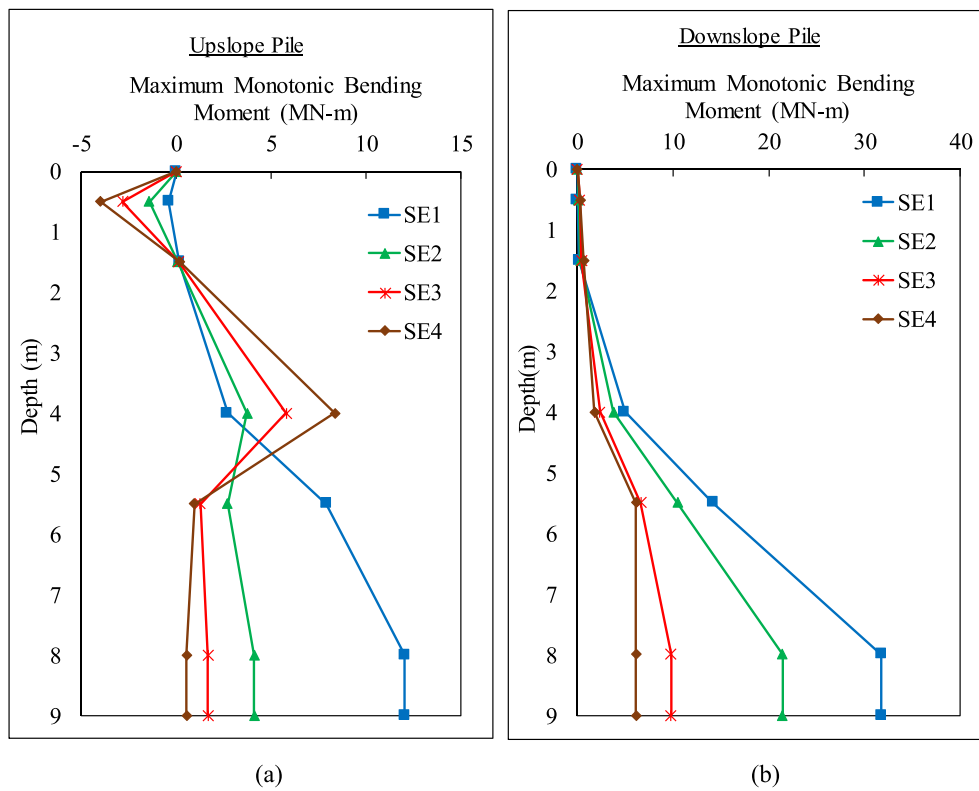 Upslope Pile
Maximum Monotonic Bending
Moment (MN-m)
-5 0 5 10 15
0
1
2
3
4
5
6
7
8
9
Depth (m)
SE1
SE2
SE3
SE4
(a)
Downslope Pile
Maximum Monotonic Bending
Moment (MN-m)
0 10 20 30 40
0
1
2
3
4
5
6
7
8
9
Depth(m)
SE1
SE2
SE3
SE4
(b)